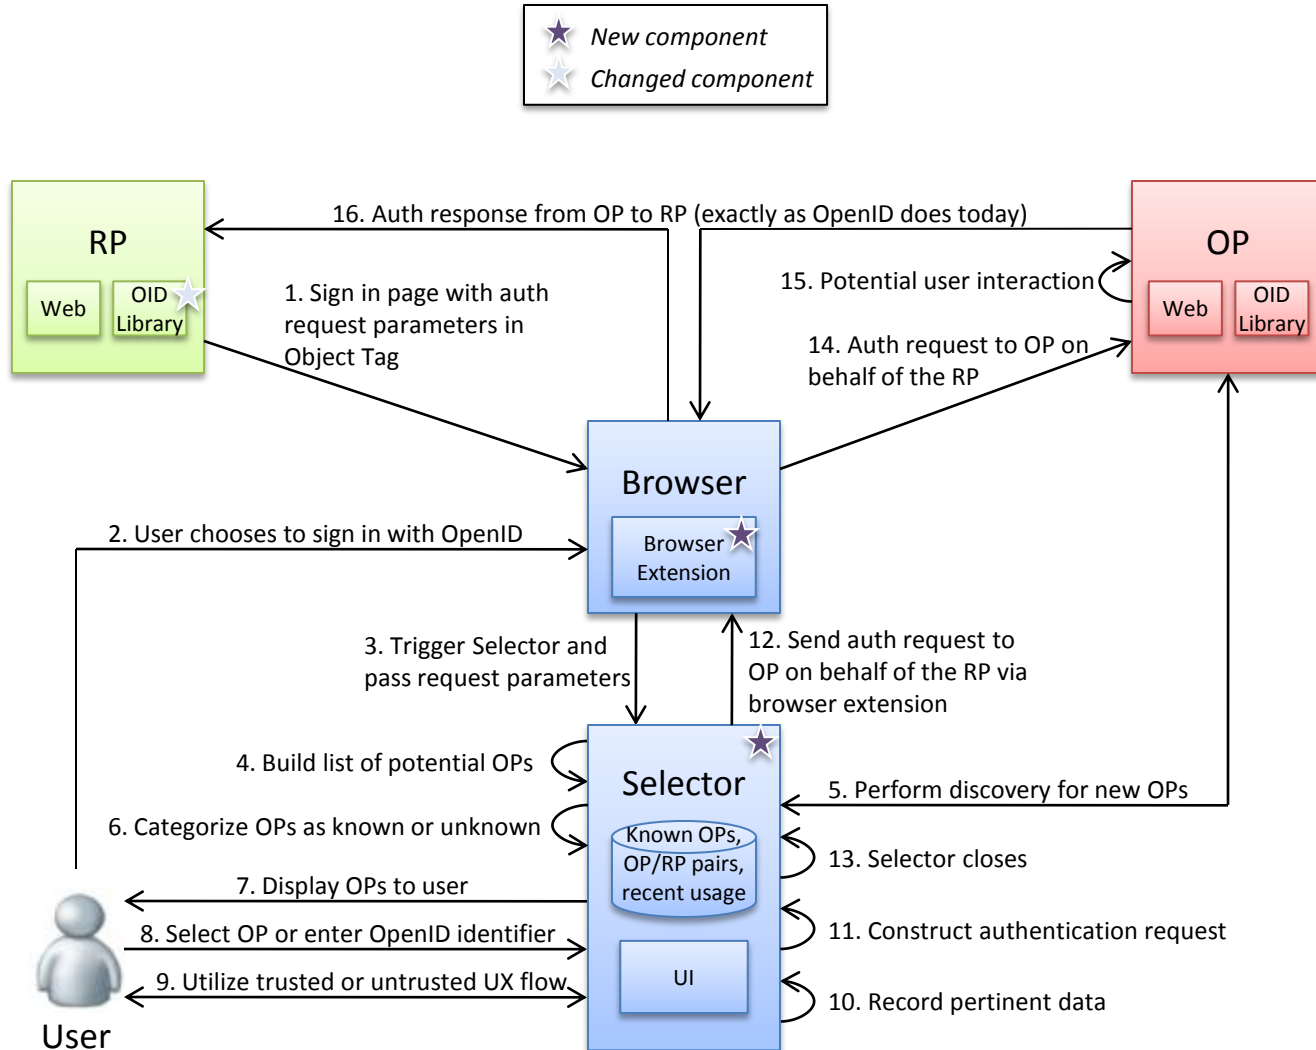 New component
Changed component
16. Auth response from OP to RP (exactly as OpenID does today)
RP
Web
OID
Library
1. Sign in page with auth
request parameters in
Object Tag
OP
15. Potential user interaction
Web
OID
Library
14. Auth request to OP on
behalf of the RP
Browser
Browser
Extension
2. User chooses to sign in with OpenID
3. Trigger Selector and
pass request parameters
12. Send auth request to
OP on behalf of the RP via
browser extension
4. Build list of potential OPs
Selector
5. Perform discovery for new OPs
6. Categorize OPs as known or unknown
Known OPs,
OP/RP pairs,
recent usage
13. Selector closes
7. Display OPs to user
8. Select OP or enter OpenID identifier
11. Construct authentication request
9. Utilize trusted or untrusted UX flow
UI
10. Record pertinent data
User